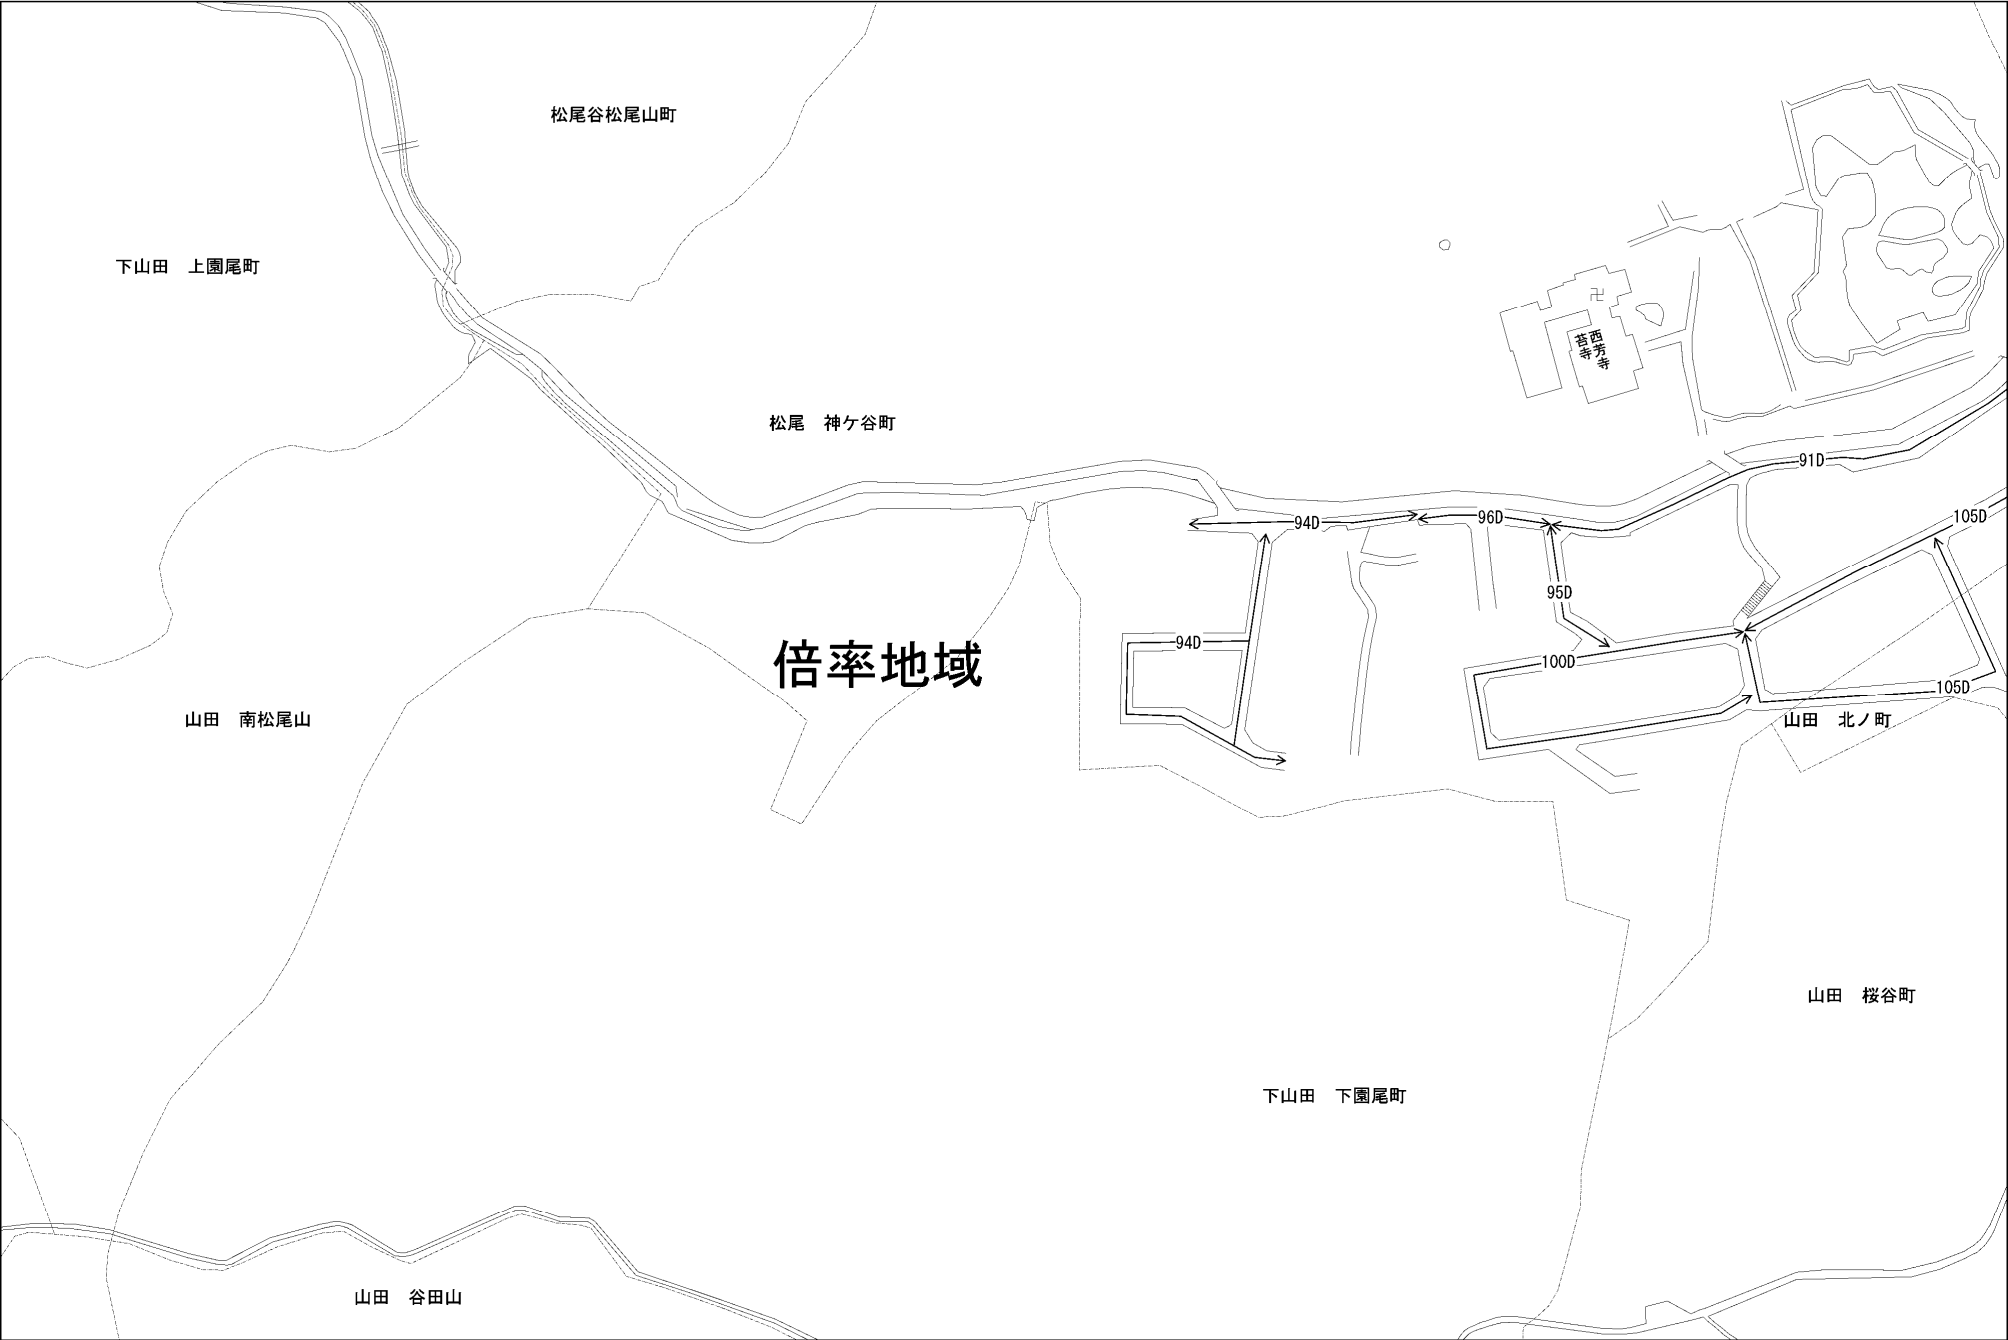 松尾谷松尾山町
下山田　上園尾町
卍
西芳寺
苔寺
松尾　神ケ谷町
91D
94D
96D
105D
95D
94D
倍率地域
100D
105D
山田　南松尾山
山田　北ノ町
山田　桜谷町
下山田　下園尾町
山田　谷田山